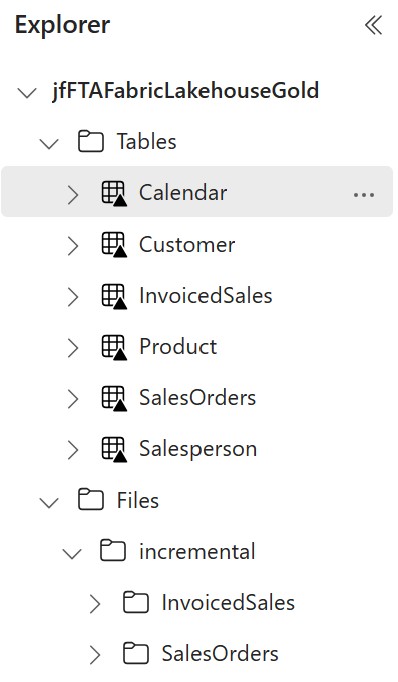 Explorer
jfFTAFabricLakehouseGold
Tables
Calendar
Customer
InvoicedSales
Product
SalesOrders
Salesperson
Files
incremental
InvoicedSales
SalesOrders